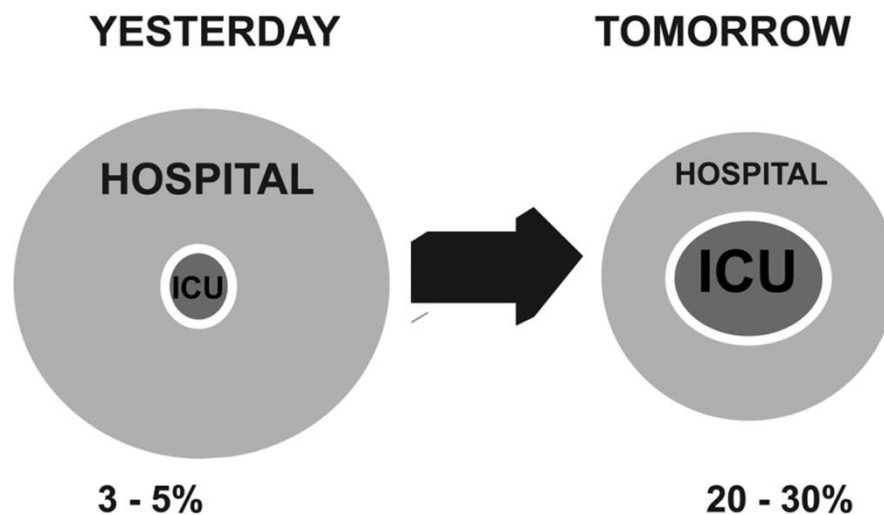 YESTERDAY
TOMORROW
HOSPITAL
HOSPITAL
ICU
ICU
3 - 5%
20 - 30%